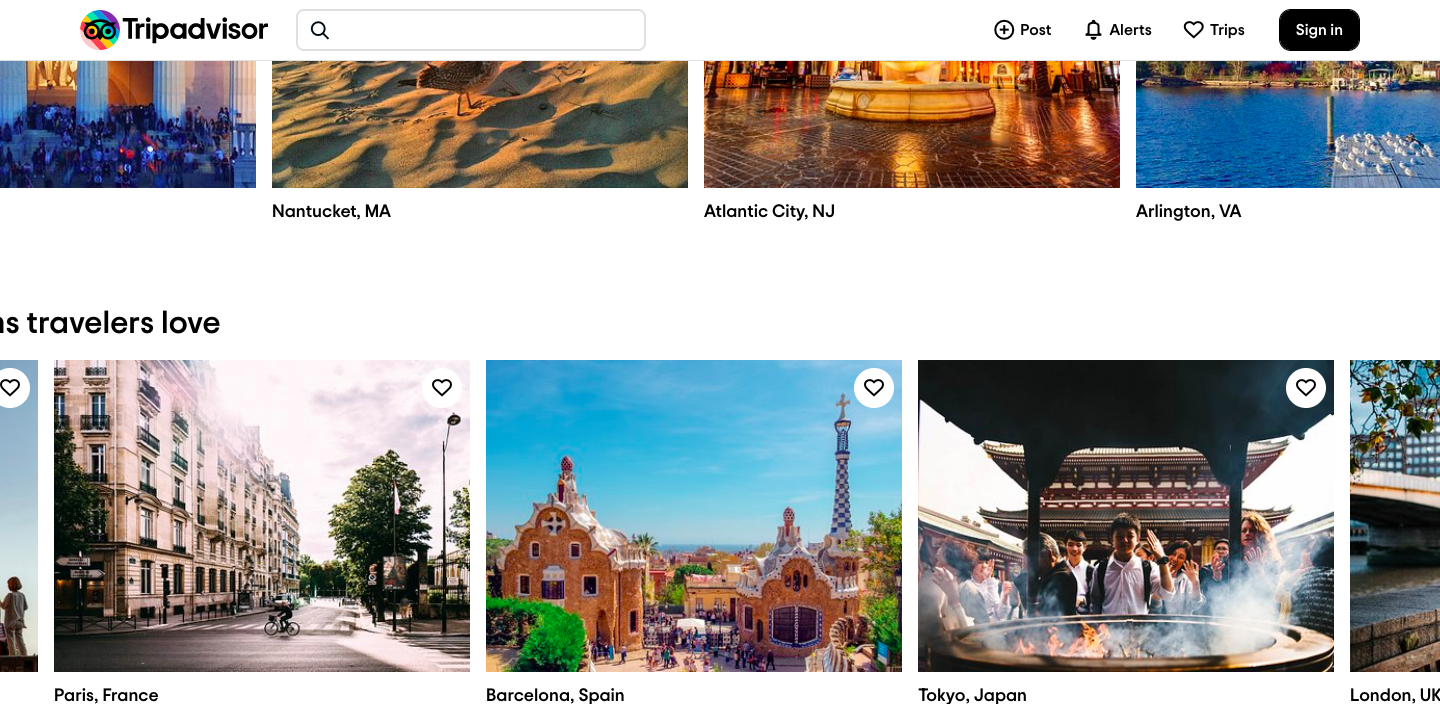 Tripadvisor
Post
Alerts
Trips
Sign in
Nantucket, MA
Atlantic City, NJ
Arlington, VA
travelers love
Paris, France
Barcelona, Spain
Tokyo, Japan
London, UK